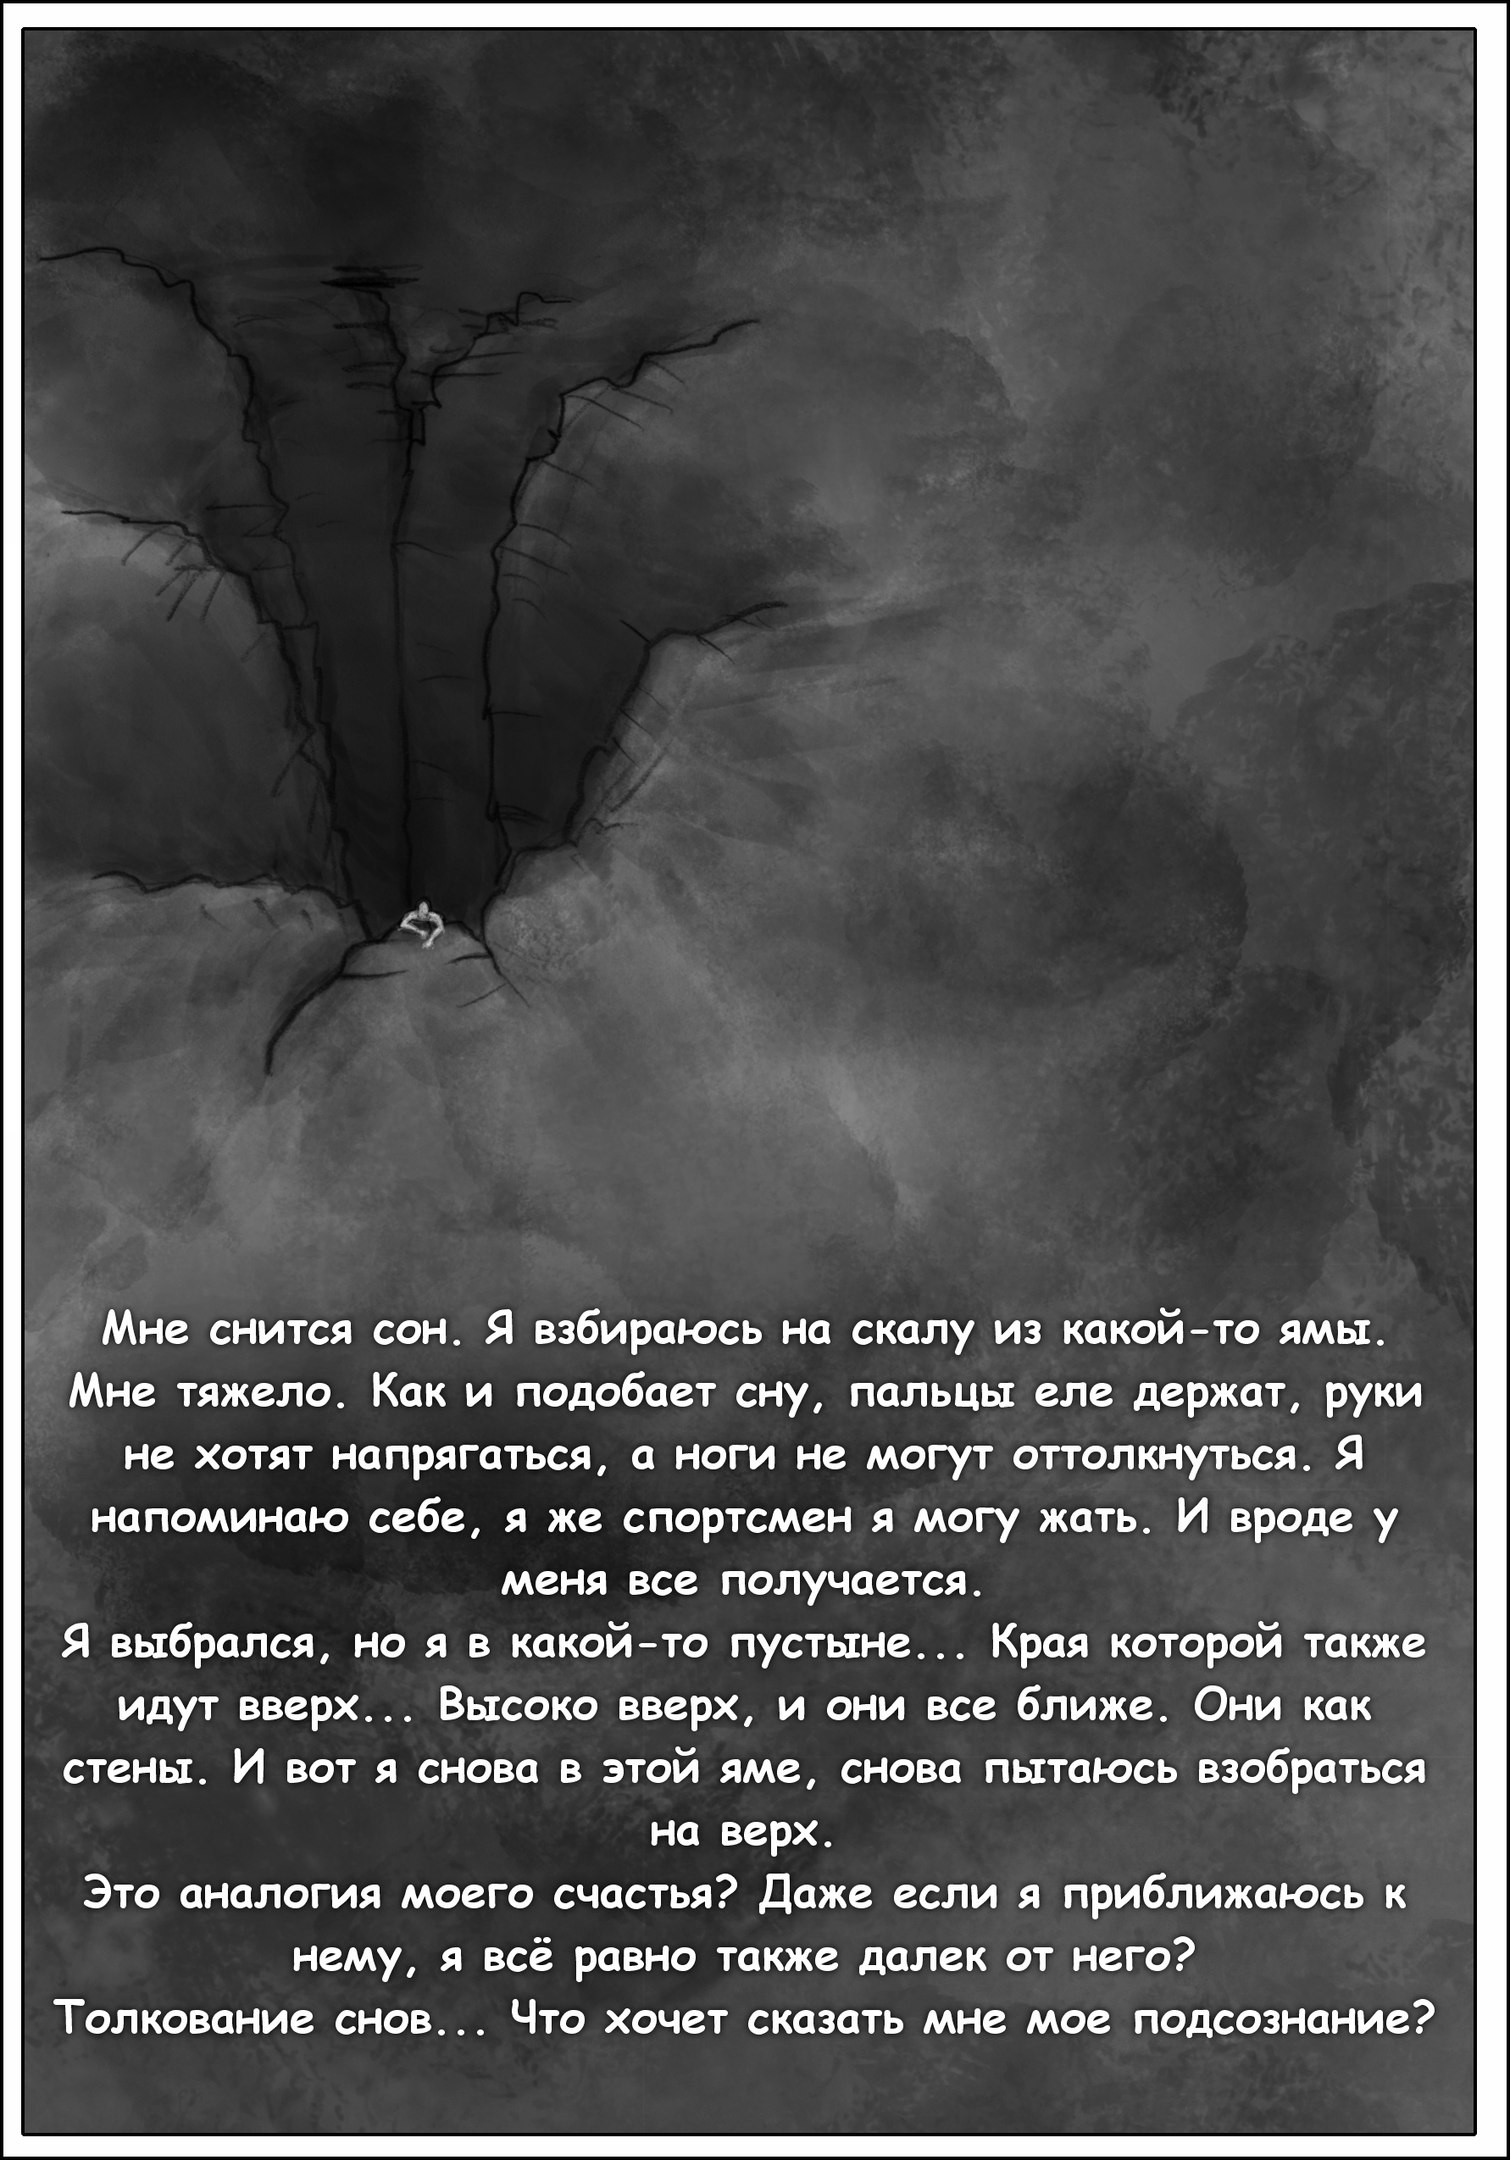 Мне снится сон. Я взбираюсь на скалу из какой-то ямы.
Мне тяжело. Как и подобает сну, пальцы еле держат, руки
не хотят напрягаться, а ноги не могут оттолкнуться. Я
напоминаю себе, я же спортсмен я могу жать. И вроде у
меня все получается.
Я выбрался, но я в какой-то пустыне... Края которой также
идут вверх... Высоко вверх, и они все ближе. Они как
стены. И вот я снова в этой яме, снова пытаюсь взобраться
на верх.
Это аналогия моего счастья? Даже если я приближаюсь к
нему, я всё равно также далек от него?
Толкование снов... Что хочет сказать мне мое подсознание?